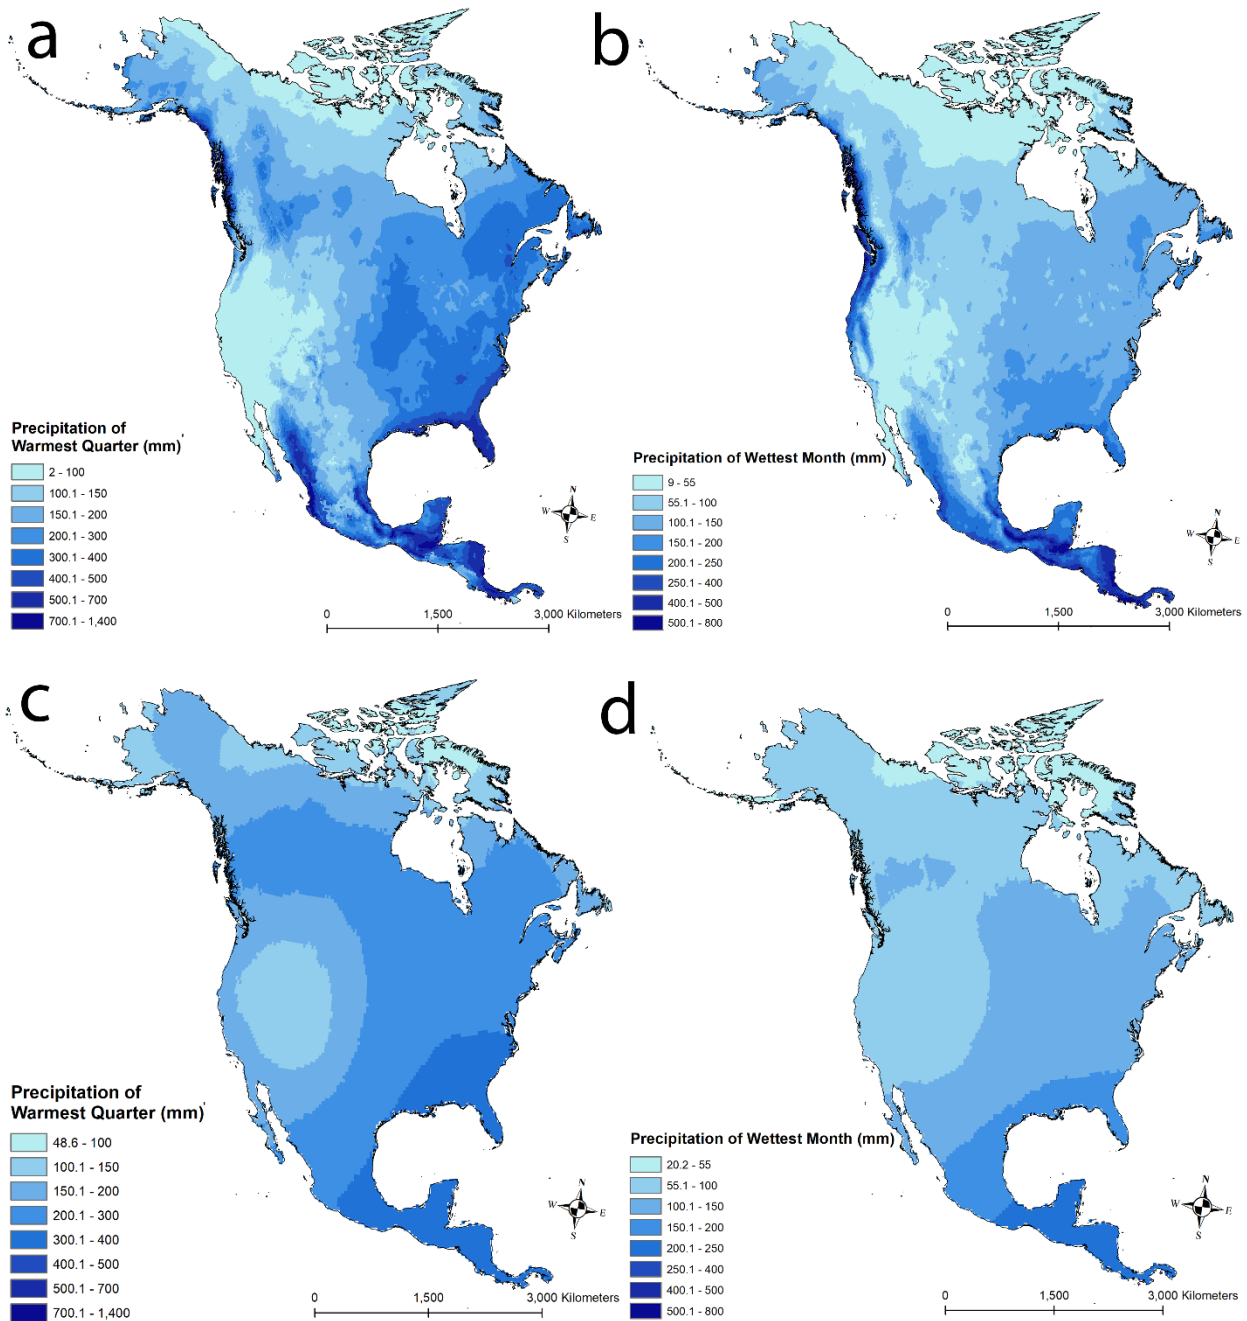 a
b
N
W E
S
Precipitation of
Warmest Quarter (mm)
2 - 100
100.1 - 150
150.1 - 200
200.1 - 300
300.1 - 400
400.1 - 500
500.1 - 700
700.1 - 1,400
0 1,500 3,000 Kilometers
N
W E
S
Precipitation of Wettest Month (mm)
9 - 55
55.1 - 100
100.1 - 150
150.1 - 200
200.1 - 250
250.1 - 400
400.1 - 500
500.1 - 800
0 1,500 3,000 Kilometers
c
d
N
W E
S
Precipitation of
Warmest Quarter (mm)
48.6 - 100
100.1 - 150
150.1 - 200
200.1 - 300
300.1 - 400
400.1 - 500
500.1 - 700
700.1 - 1,400
0 1,500 3,000 Kilometers
N
W E
S
Precipitation of Wettest Month (mm)
20.2 - 55
55.1 - 100
100.1 - 150
150.1 - 200
200.1 - 250
250.1 - 400
400.1 - 500
500.1 - 800
0 1,500 3,000 Kilometers